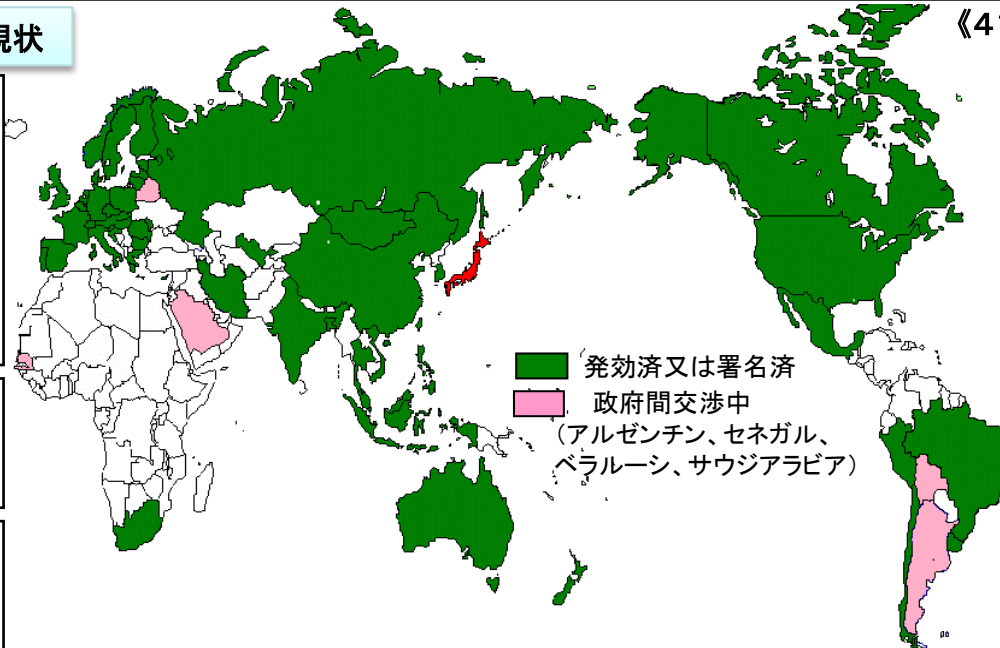 現状
《4
発効済又は署名済
政府間交渉中
（アルゼンチン、セネガル、
ベラルーシ、サウジアラビア）